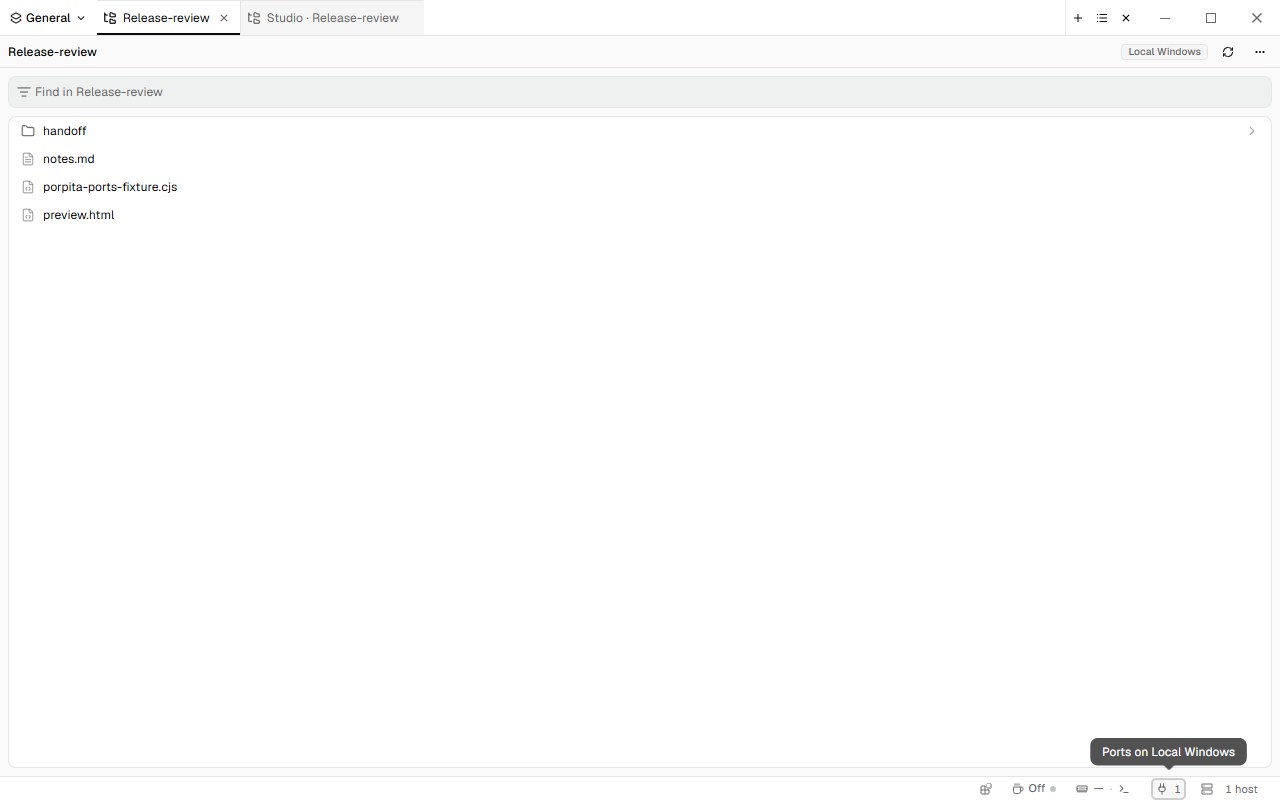 General
Release-review
Studio · Release-review
Release-review
Local Windows
Find in Release-review
handoff
notes.md
porpita-ports-fixture.cjs
preview.html
Ports on Local Windows
Off
1
1 host